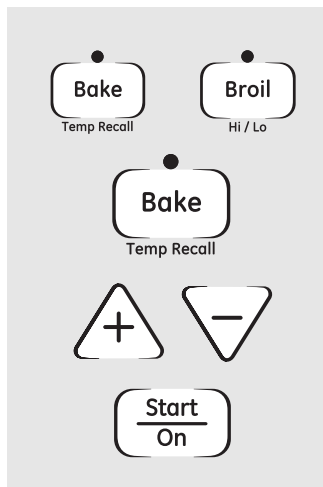 Bake
Temp Recall
Broil
Hi / Lo
Bake
Temp Recall
+
−
Start
On